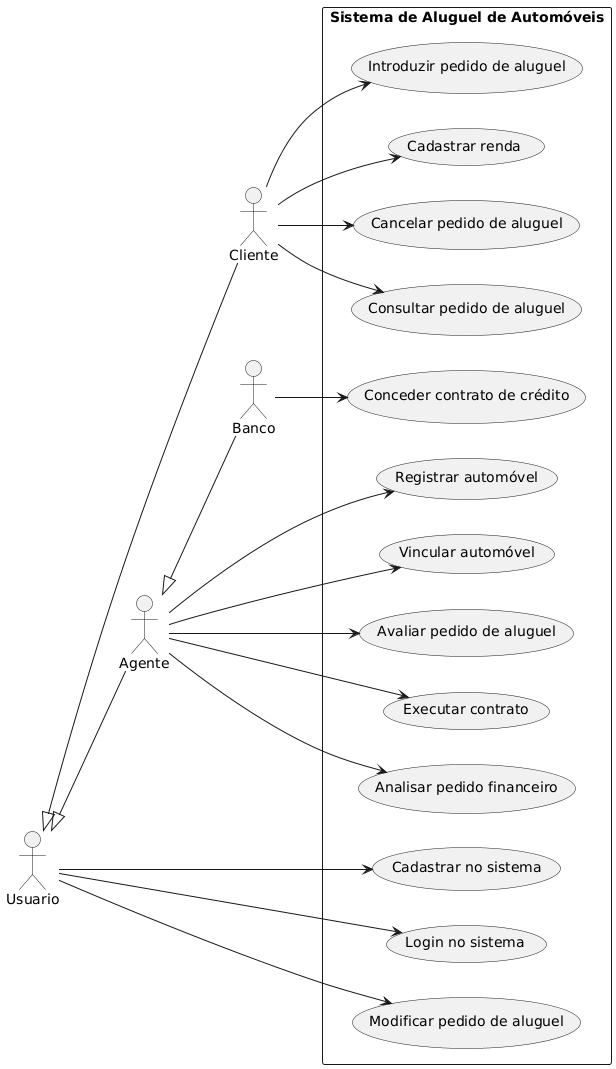 Sistema de Aluguel de Automóveis
Introduzir pedido de aluguel
Cadastrar renda
Cancelar pedido de aluguel
Cliente
Consultar pedido de aluguel
Conceder contrato de crédito
Banco
Registrar automóvel
Vincular automóvel
Avaliar pedido de aluguel
Agente
Executar contrato
Analisar pedido financeiro
Cadastrar no sistema
Usuario
Login no sistema
Modificar pedido de aluguel